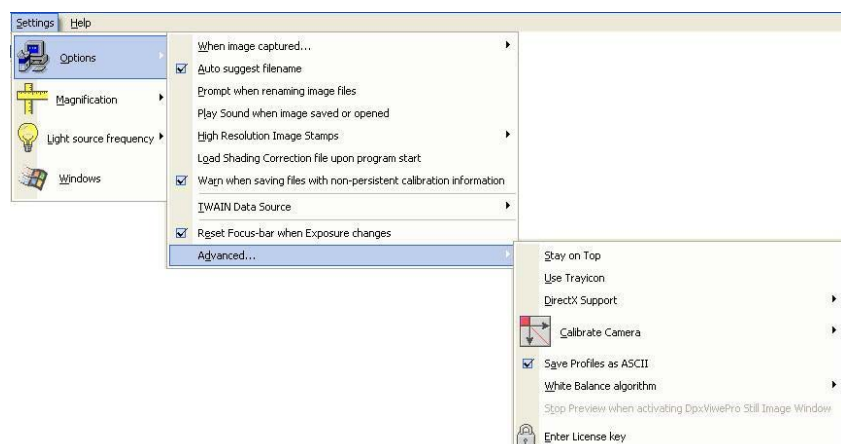 Settings Help
Options
Magnification
Light source frequency
Windows
When image captured...
Auto suggest filename
Prompt when renaming image files
Play Sound when image saved or opened
High Resolution Image Stamps
Load Shading Correction file upon program start
Warn when saving files with non-persistent calibration information
TWAIN Data Source
Reset Focus-bar when Exposure changes
Advanced...
Stay on Top
Use Trayicon
DirectX Support
Calibrate Camera
Save Profiles as ASCII
White Balance algorithm
Stop Preview when activating DpxViwePro Still Image Window
Enter License key